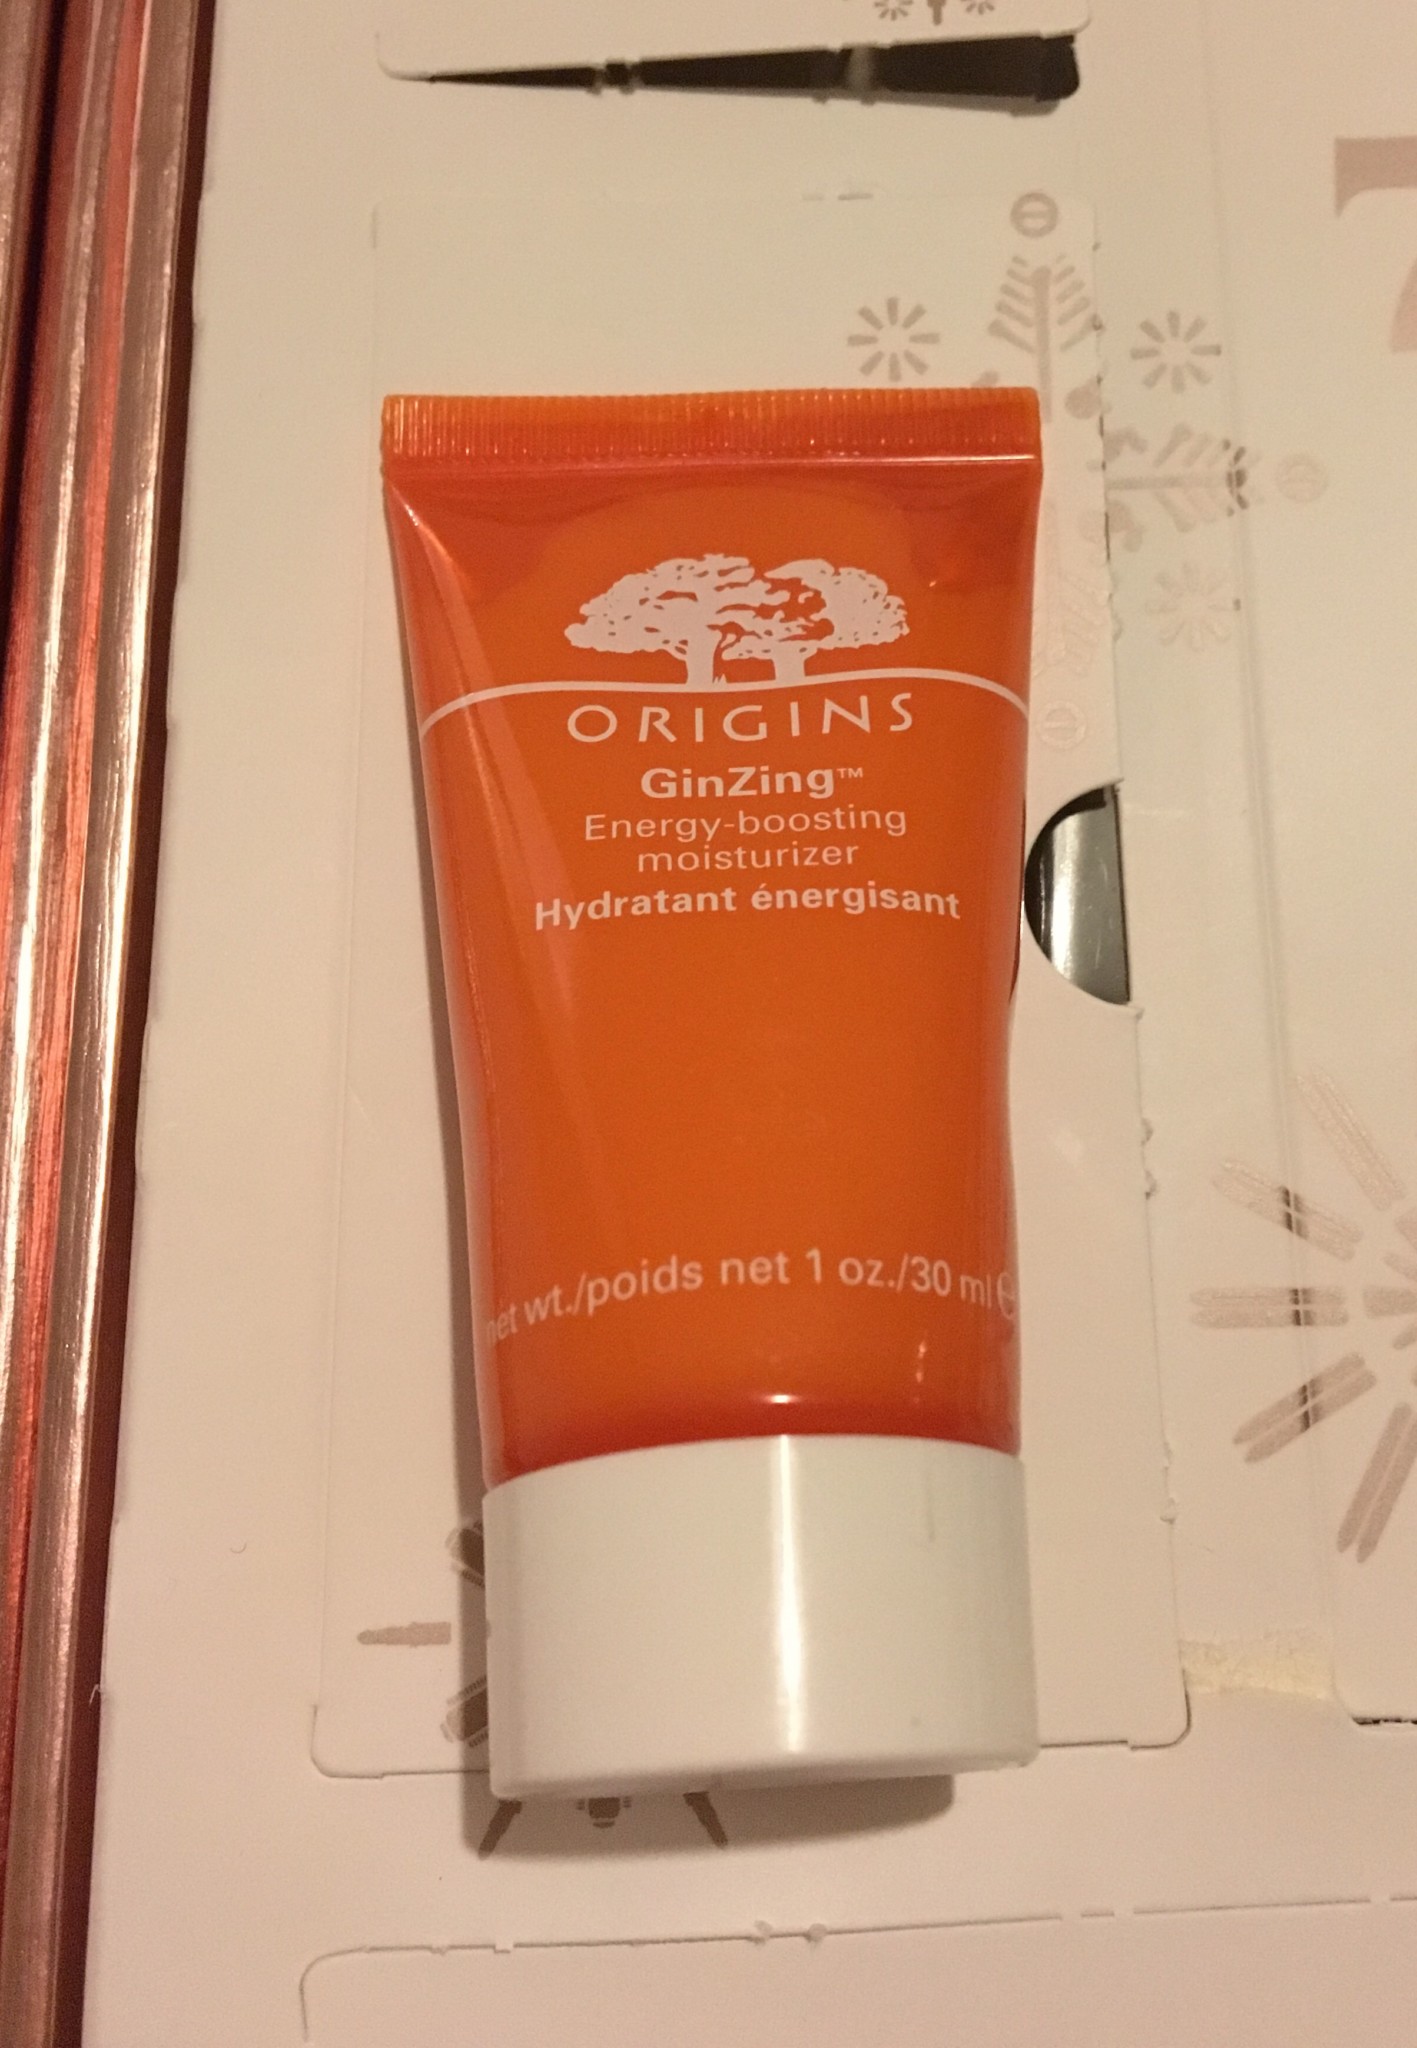 ORIGINS
GinZing™
Energy-boosting
moisturizer
Hydratant énergisant
net wt./poids net 1 oz./30 ml ℮